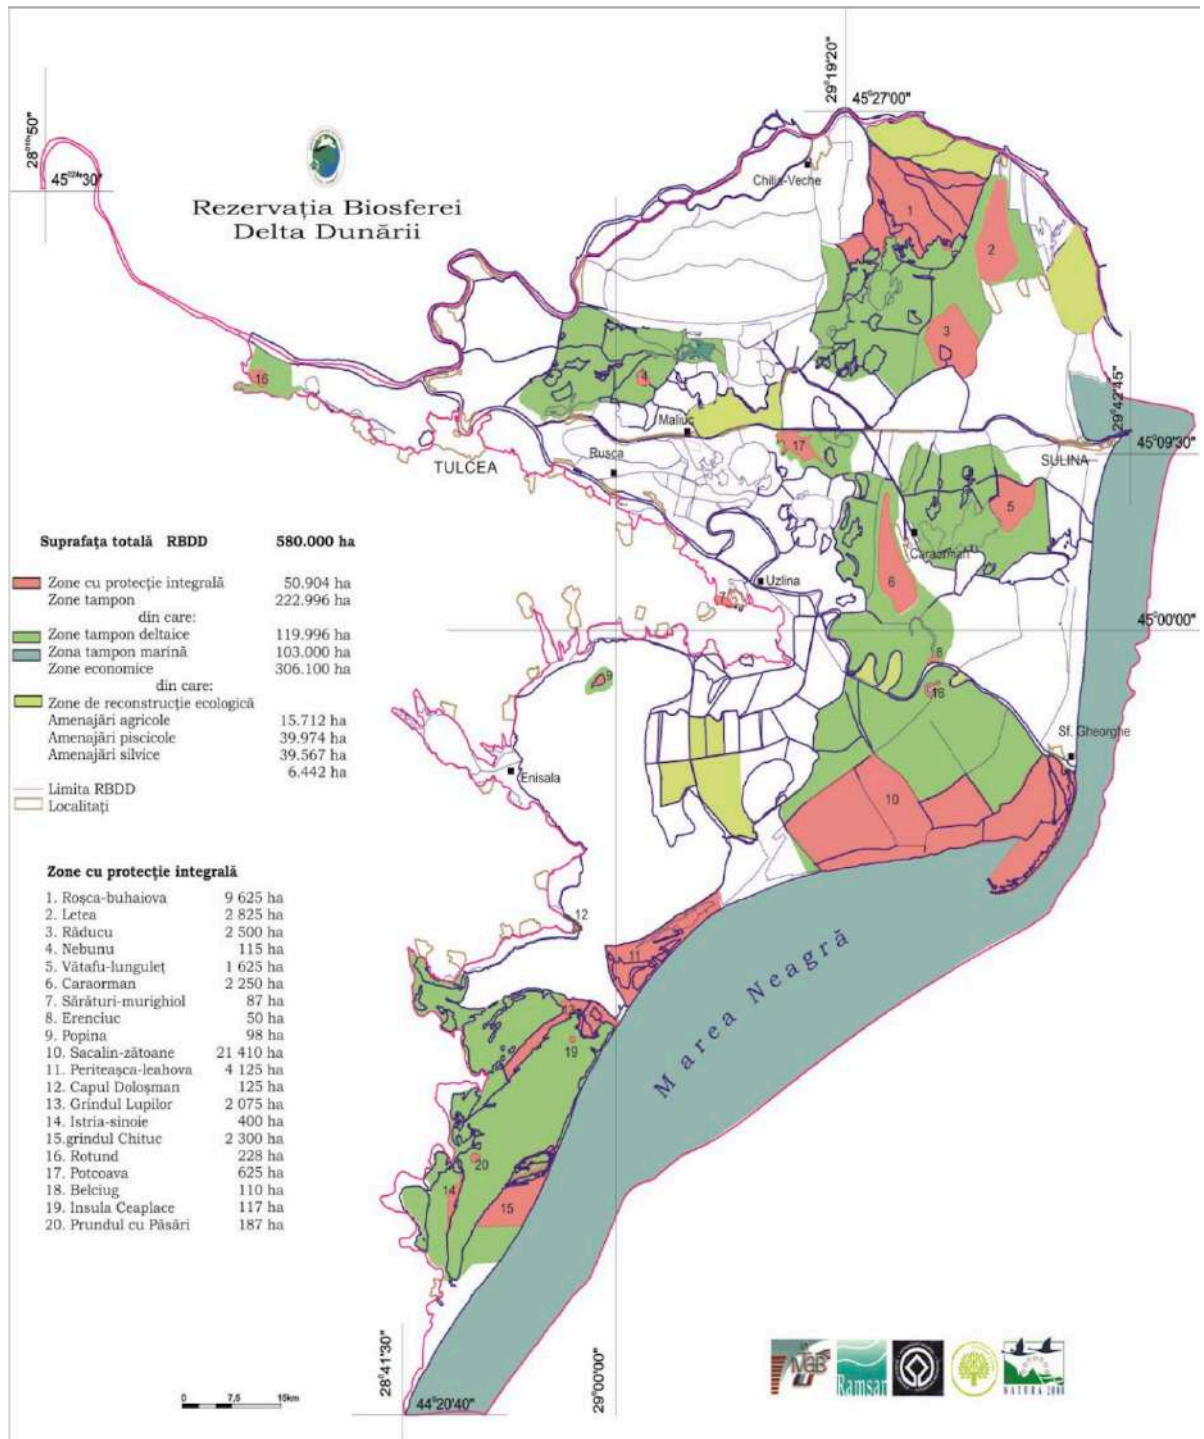 29°19'20"
45°27'00"
28°010'50"
45°024'30"
Rezervația Biosferei
Delta Dunării
Chilia-Veche
1
2
3
16
4
Maliuc
29°42'45"
45°09'30"
TULCEA
Rusca
17
SULINA
5
Caraorman
Uzlina
6
7
45°00'00"
8
9
18
Sf. Gheorghe
Enisala
10
Suprafața totală RBDD 580.000 ha
Zone cu protecție integrală 50.904 ha
Zone tampon 222.996 ha
din care:
Zone tampon deltaice 119.996 ha
Zona tampon marină 103.000 ha
Zone economice 306.100 ha
din care:
Zone de reconstrucție ecologică
Amenajări agricole 15.712 ha
Amenajări piscicole 39.974 ha
Amenajări silvice 39.567 ha
6.442 ha
Limita RBDD
Localitați
Zone cu protecție integrală
1. Roșca-buhaiova 9 625 ha
2. Letea 2 825 ha
3. Răducu 2 500 ha
4. Nebunu 115 ha
5. Vătafu-lunguleț 1 625 ha
6. Caraorman 2 250 ha
7. Sărături-murighiol 87 ha
8. Erenciuc 50 ha
9. Popina 98 ha
10. Sacalin-zătoane 21 410 ha
11. Periteașca-leahova 4 125 ha
12. Capul Doloșman 125 ha
13. Grindul Lupilor 2 075 ha
14. Istria-sinoie 400 ha
15.grindul Chituc 2 300 ha
16. Rotund 228 ha
17. Potcoava 625 ha
18. Belciug 110 ha
19. Insula Ceaplace 117 ha
20. Prundul cu Păsări 187 ha
12
11
Marea Neagră
19
20
14
15
28°41'30"
29°00'00"
44°20'40"
0 7,5 15km
MaB
Ramsar
NATURA 2000